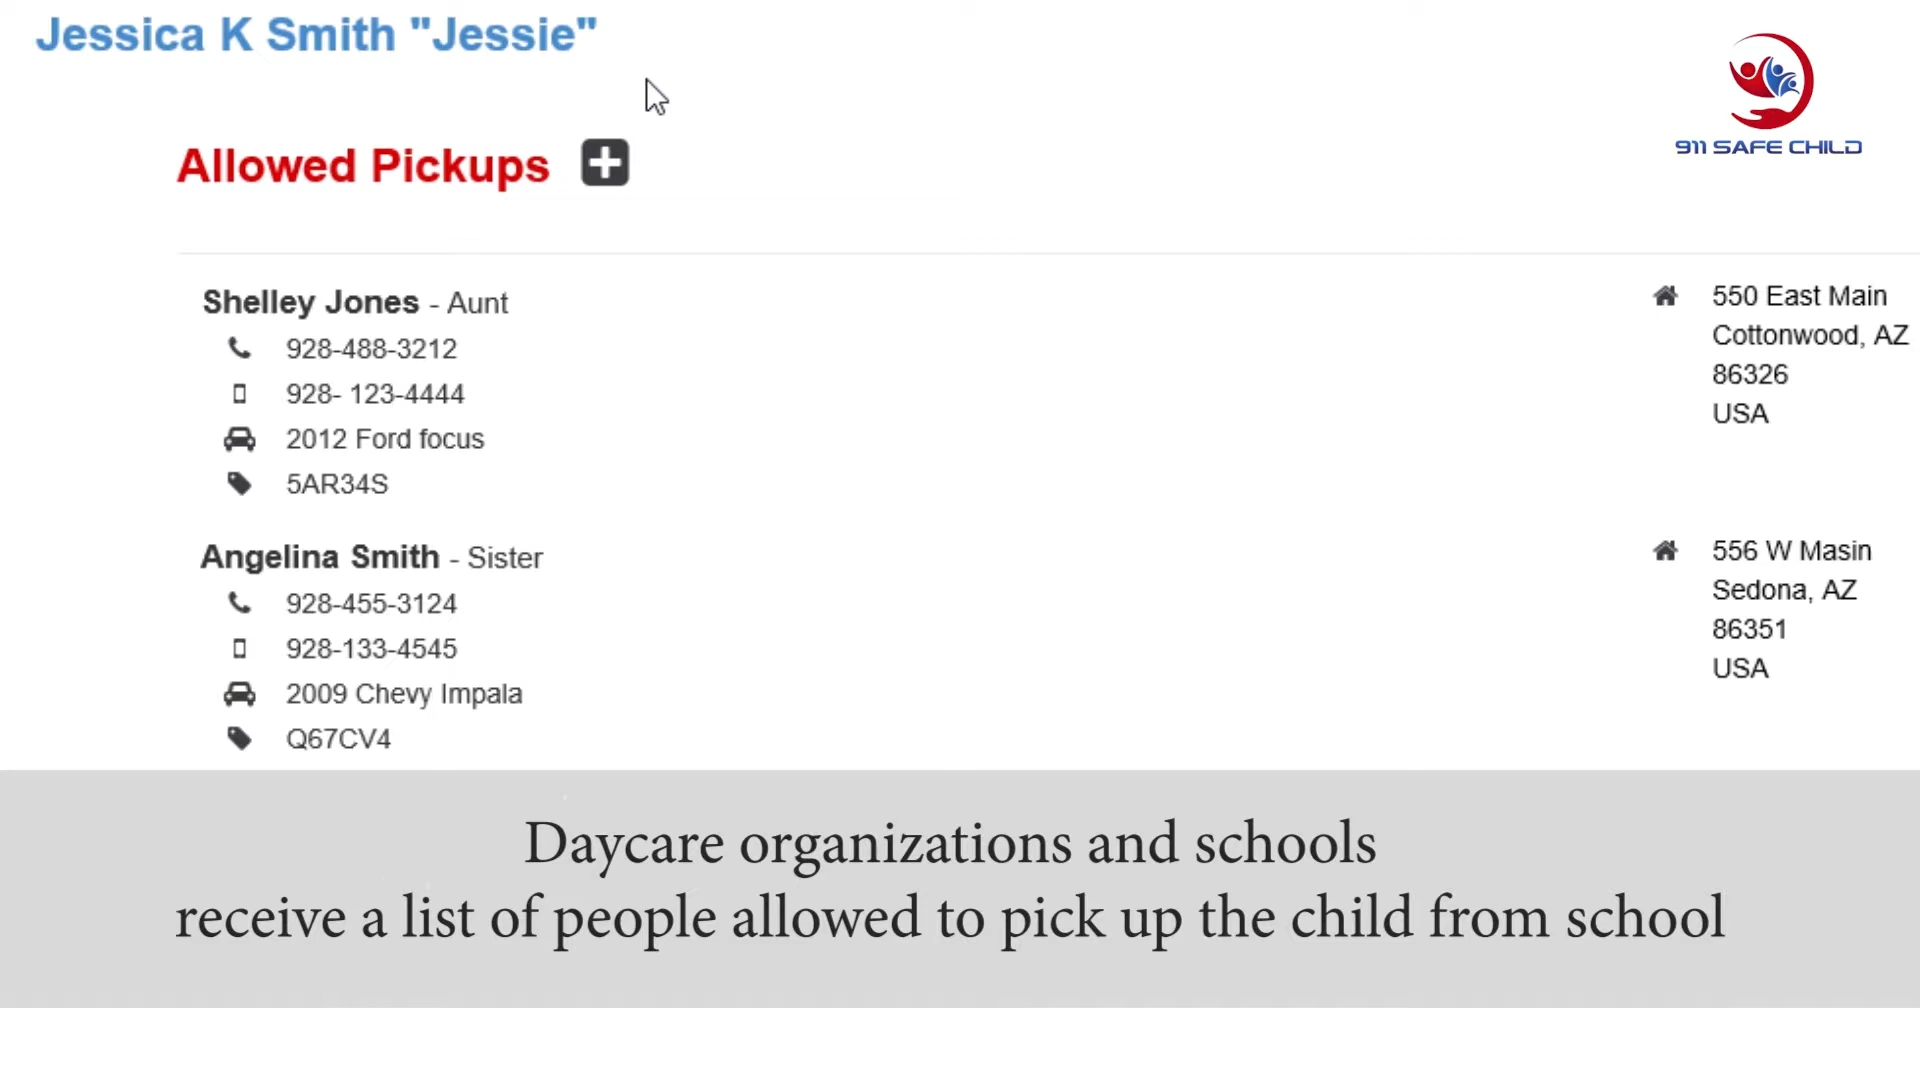 Jessica K Smith "Jessie"
911 SAFE CHILD
Allowed Pickups
Shelley Jones - Aunt
928-488-3212
928- 123-4444
2012 Ford focus
5AR34S
550 East Main
Cottonwood, AZ
86326
USA
Angelina Smith - Sister
928-455-3124
928-133-4545
2009 Chevy Impala
Q67CV4
556 W Masin
Sedona, AZ
86351
USA
Daycare organizations and schools
receive a list of people allowed to pick up the child from school